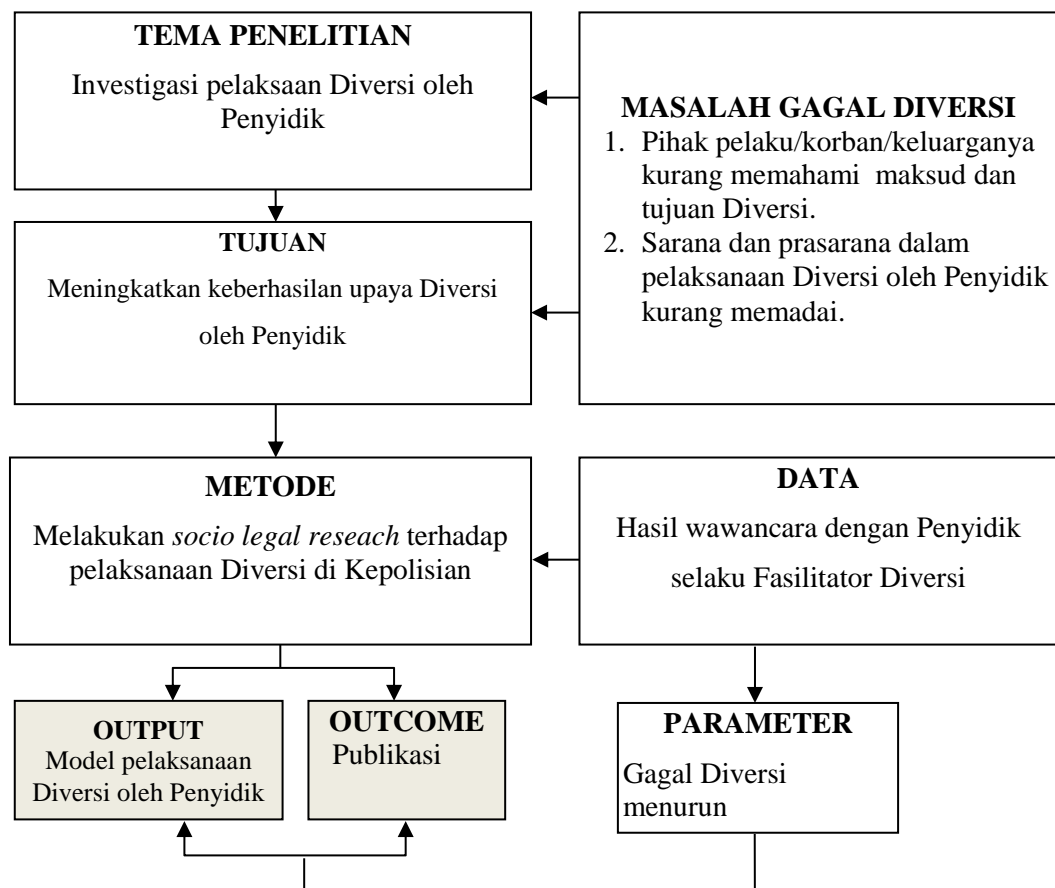 TEMA PENELITIAN
Investigasi pelaksaan Diversi oleh
Penyidik
MASALAH GAGAL DIVERSI
1. Pihak pelaku/korban/keluarganya
kurang memahami maksud dan
tujuan Diversi.
2. Sarana dan prasarana dalam
pelaksanaan Diversi oleh Penyidik
kurang memadai.
TUJUAN
Meningkatkan keberhasilan upaya Diversi
oleh Penyidik
METODE
Melakukan socio legal reseach terhadap
pelaksanaan Diversi di Kepolisian
DATA
Hasil wawancara dengan Penyidik
selaku Fasilitator Diversi
OUTPUT
Model pelaksanaan
Diversi oleh Penyidik
OUTCOME
Publikasi
PARAMETER
Gagal Diversi
menurun